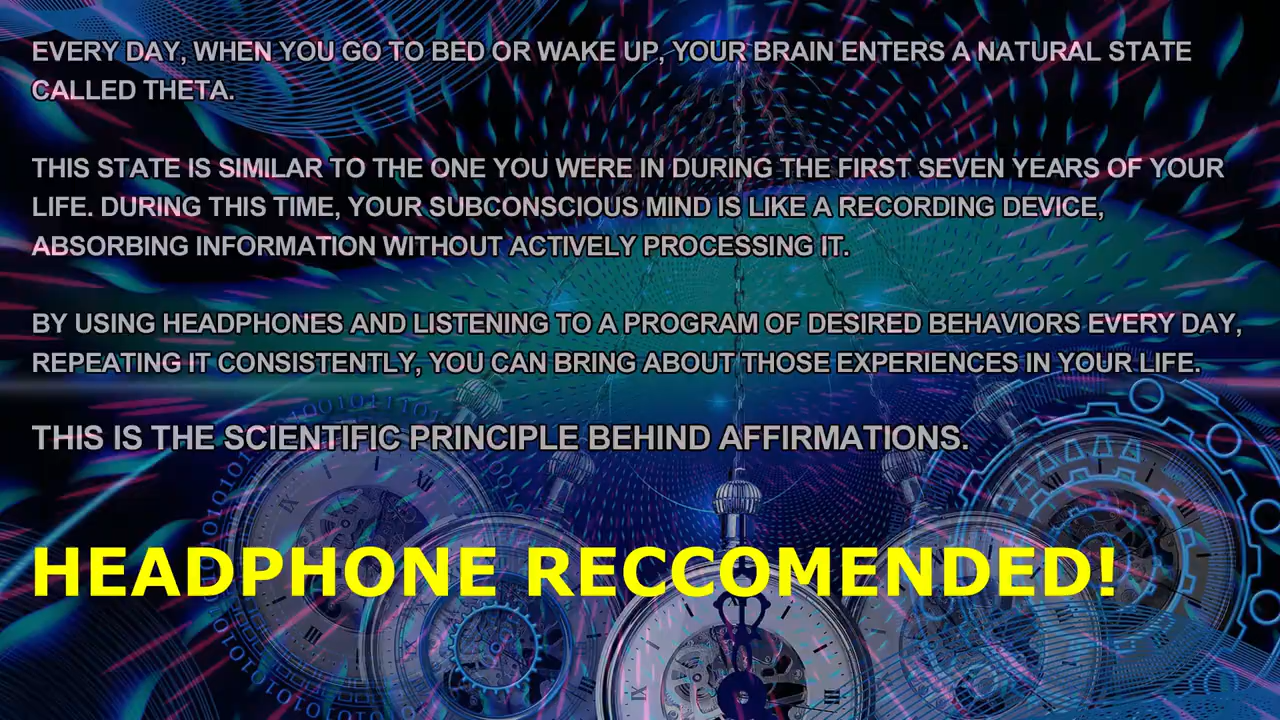 EVERY DAY, WHEN YOU GO TO BED OR WAKE UP, YOUR BRAIN ENTERS A NATURAL STATE
CALLED THETA.
THIS STATE IS SIMILAR TO THE ONE YOU WERE IN DURING THE FIRST SEVEN YEARS OF YOUR
LIFE. DURING THIS TIME, YOUR SUBCONSCIOUS MIND IS LIKE A RECORDING DEVICE,
ABSORBING INFORMATION WITHOUT ACTIVELY PROCESSING IT.
BY USING HEADPHONES AND LISTENING TO A PROGRAM OF DESIRED BEHAVIORS EVERY DAY,
REPEATING IT CONSISTENTLY, YOU CAN BRING ABOUT THOSE EXPERIENCES IN YOUR LIFE.
THIS IS THE SCIENTIFIC PRINCIPLE BEHIND AFFIRMATIONS.
HEADPHONE RECCOMENDED!